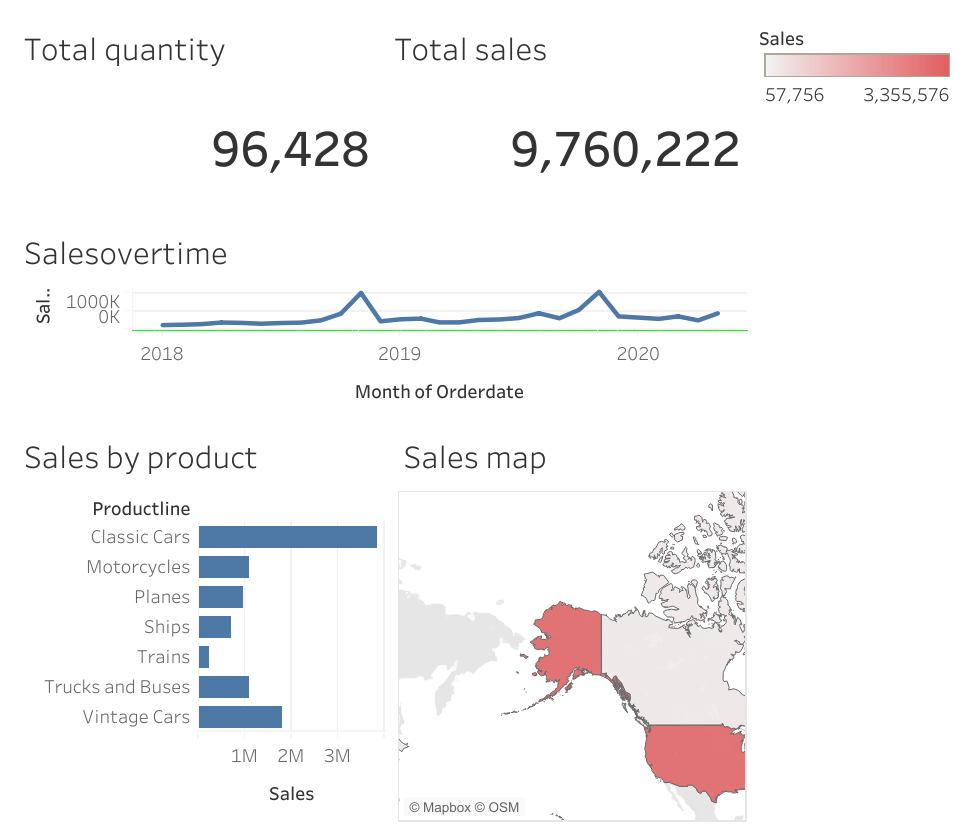 Total quantity
Total sales
Sales
57,756 3,355,576
96,428
9,760,222
Salesovertime
Sal..
1000K
0K
2018 2019 2020
Month of Orderdate
Sales by product
Sales map
Productline
Classic Cars
Motorcycles
Planes
Ships
Trains
Trucks and Buses
Vintage Cars
1M 2M 3M
Sales
© Mapbox © OSM